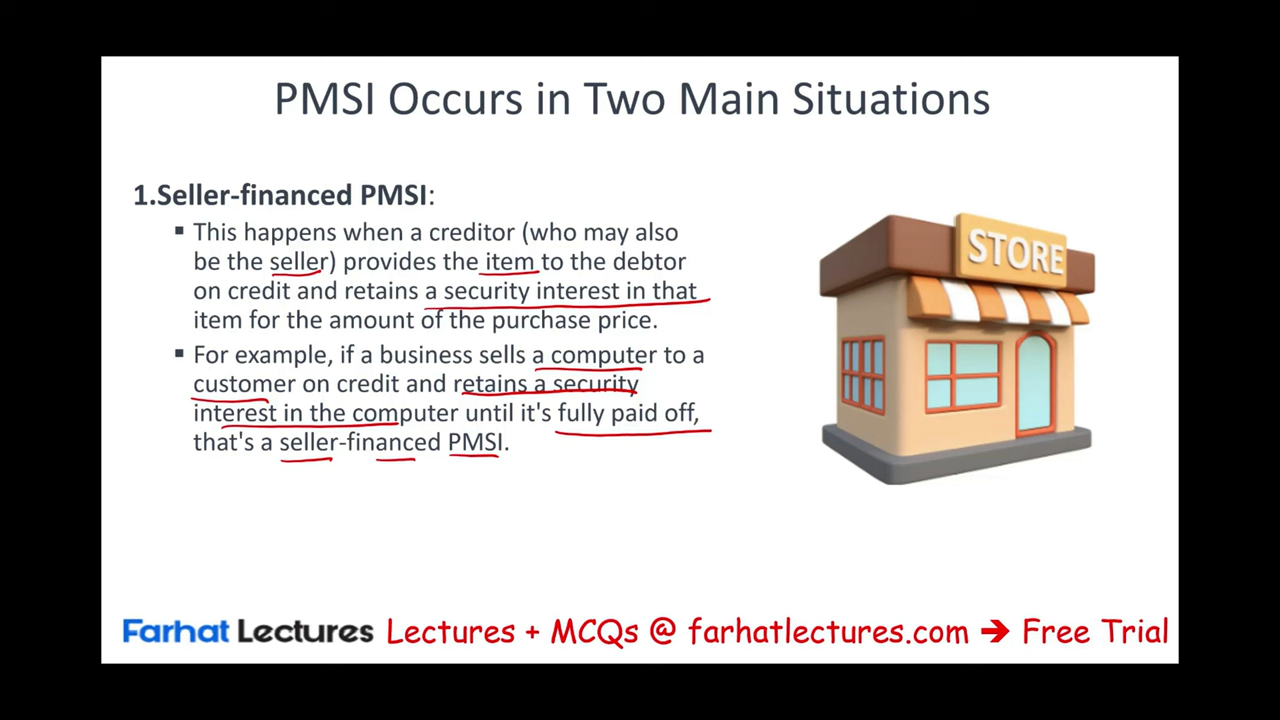 PMSI Occurs in Two Main Situations
1.Seller-financed PMSI:
▪ This happens when a creditor (who may also
be the seller) provides the item to the debtor
on credit and retains a security interest in that
item for the amount of the purchase price.
▪ For example, if a business sells a computer to a
customer on credit and retains a security
interest in the computer until it's fully paid off,
that's a seller-financed PMSI.
STORE
Farhat Lectures Lectures + MCQs @ farhatlectures.com ➔ Free Trial